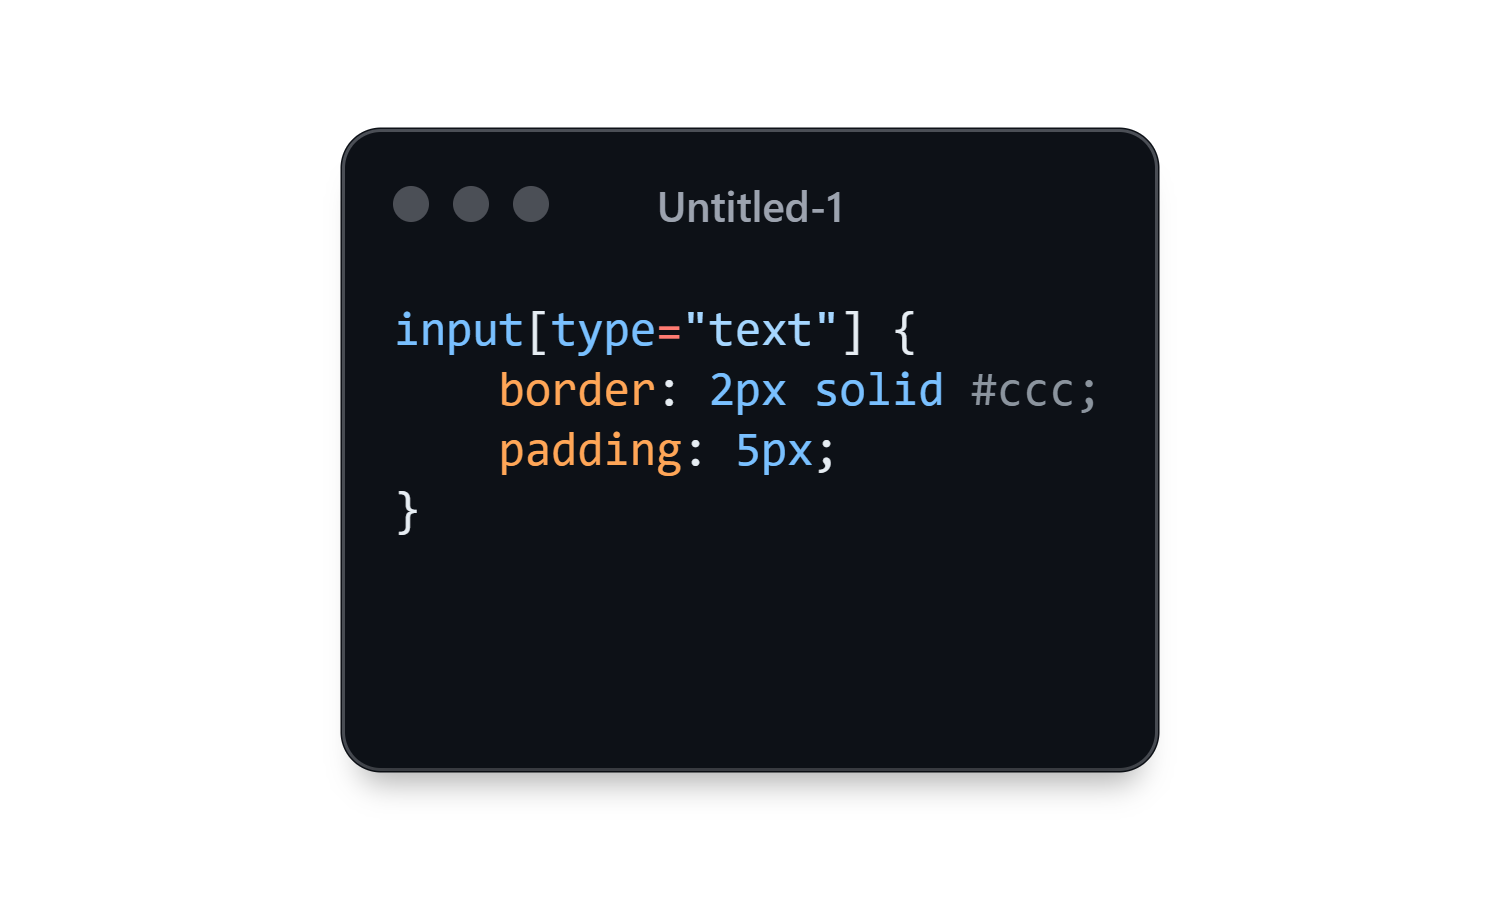 Untitled-1
input[type="text"] {
    border: 2px solid #ccc;
    padding: 5px;
}